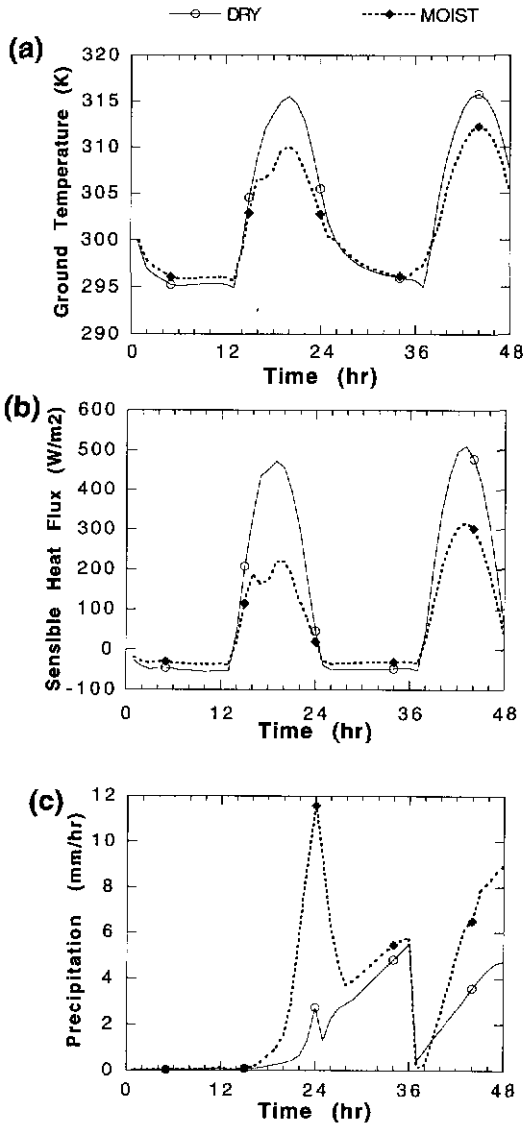 DRY MOIST
(a)
Ground Temperature (K)
320
315
310
305
300
295
290
0 12 24 36 48
Time (hr)
(b)
Sensible Heat Flux (W/m2)
600
500
400
300
200
100
0
-100
0 12 24 36 48
Time (hr)
(c)
Precipitation (mm/hr)
12
10
8
6
4
2
0
0 12 24 36 48
Time (hr)